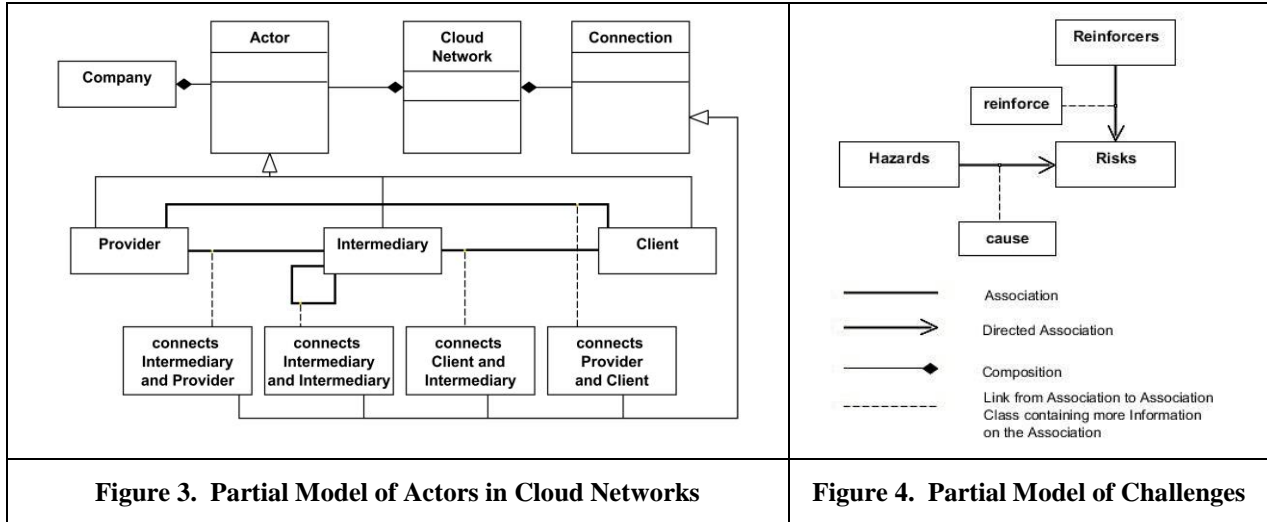 Actor
Cloud
Network
Connection
Company
Provider
Intermediary
Client
connects
Intermediary
and Provider
connects
Intermediary
and Intermediary
connects
Client and
Intermediary
connects
Provider
and Client
Figure 3. Partial Model of Actors in Cloud Networks
Reinforcers
reinforce
Hazards
Risks
cause
Association
Directed Association
Composition
Link from Association to Association
Class containing more Information
on the Association
Figure 4. Partial Model of Challenges